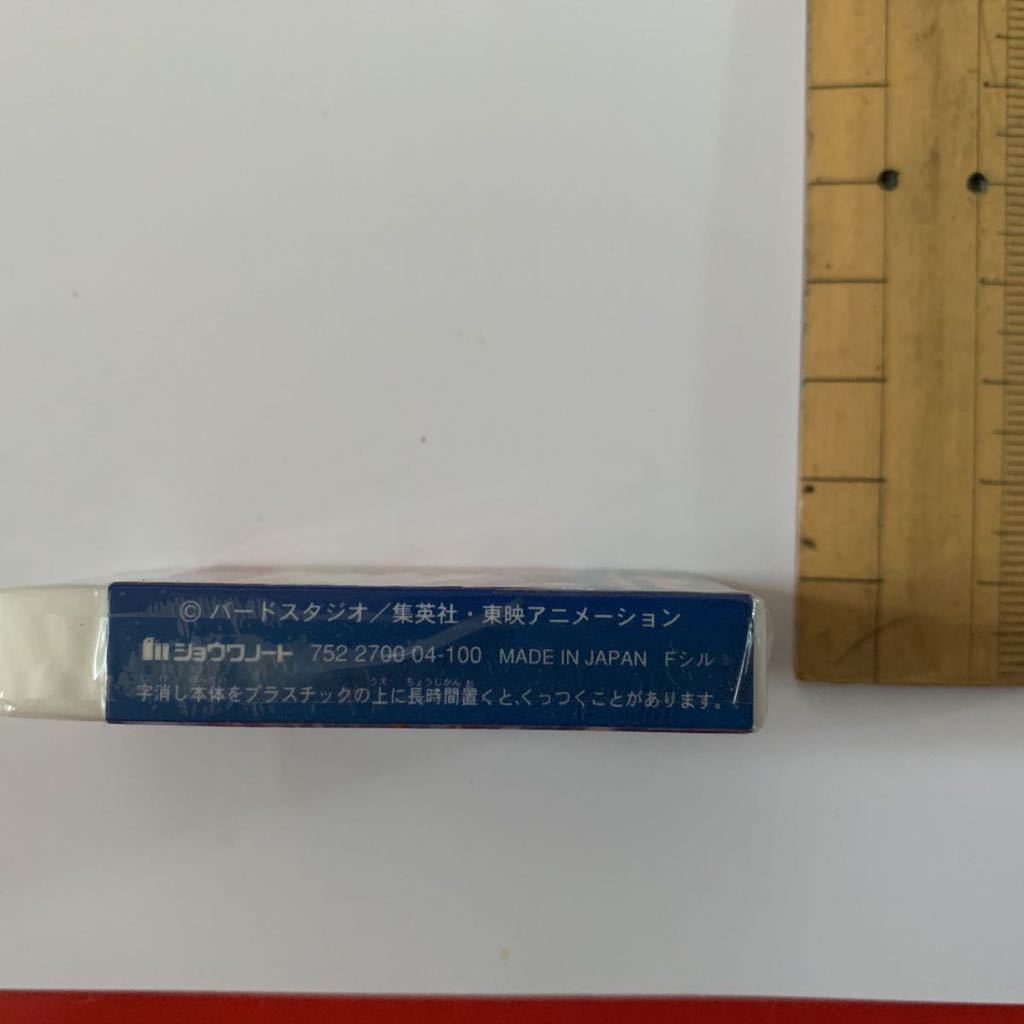 © バードスタジオ／集英社・東映アニメーション
ショウワノート 752 2700 04-100 MADE IN JAPAN Fシル
字消し本体をプラスチックの上に長時間置くと、くっつくことがあります。